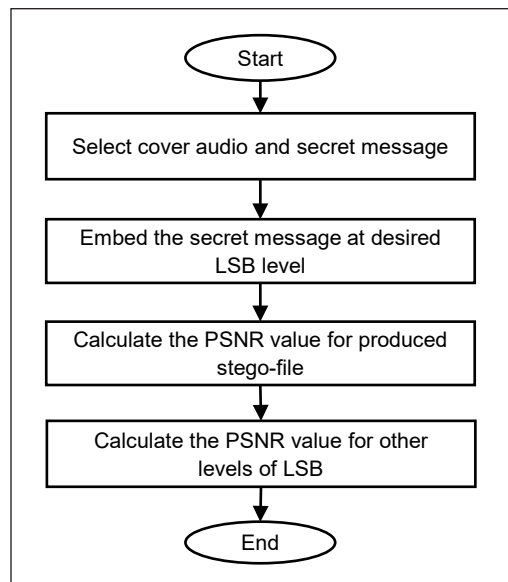 Start
Select cover audio and secret message
Embed the secret message at desired
LSB level
Calculate the PSNR value for produced
stego-file
Calculate the PSNR value for other
levels of LSB
End